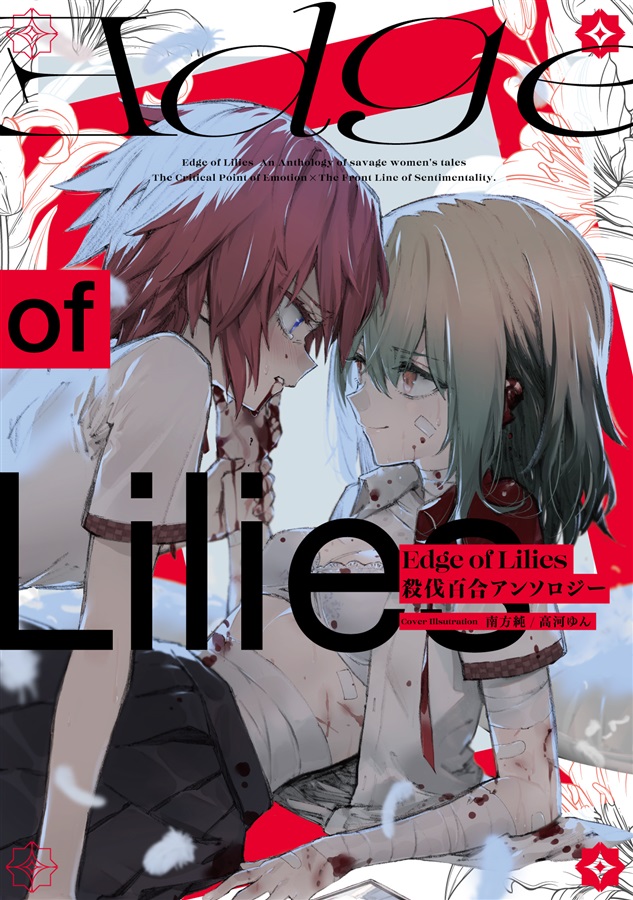 Edge
Edge of Lilies An Anthology of savage women's tales
The Critical Point of Emotion × The Front Line of Sentimentality.
of
Lilies
Edge of Lilies
殺伐百合アンソロジー
Cover Illsutration 南方純 / 高河ゆん